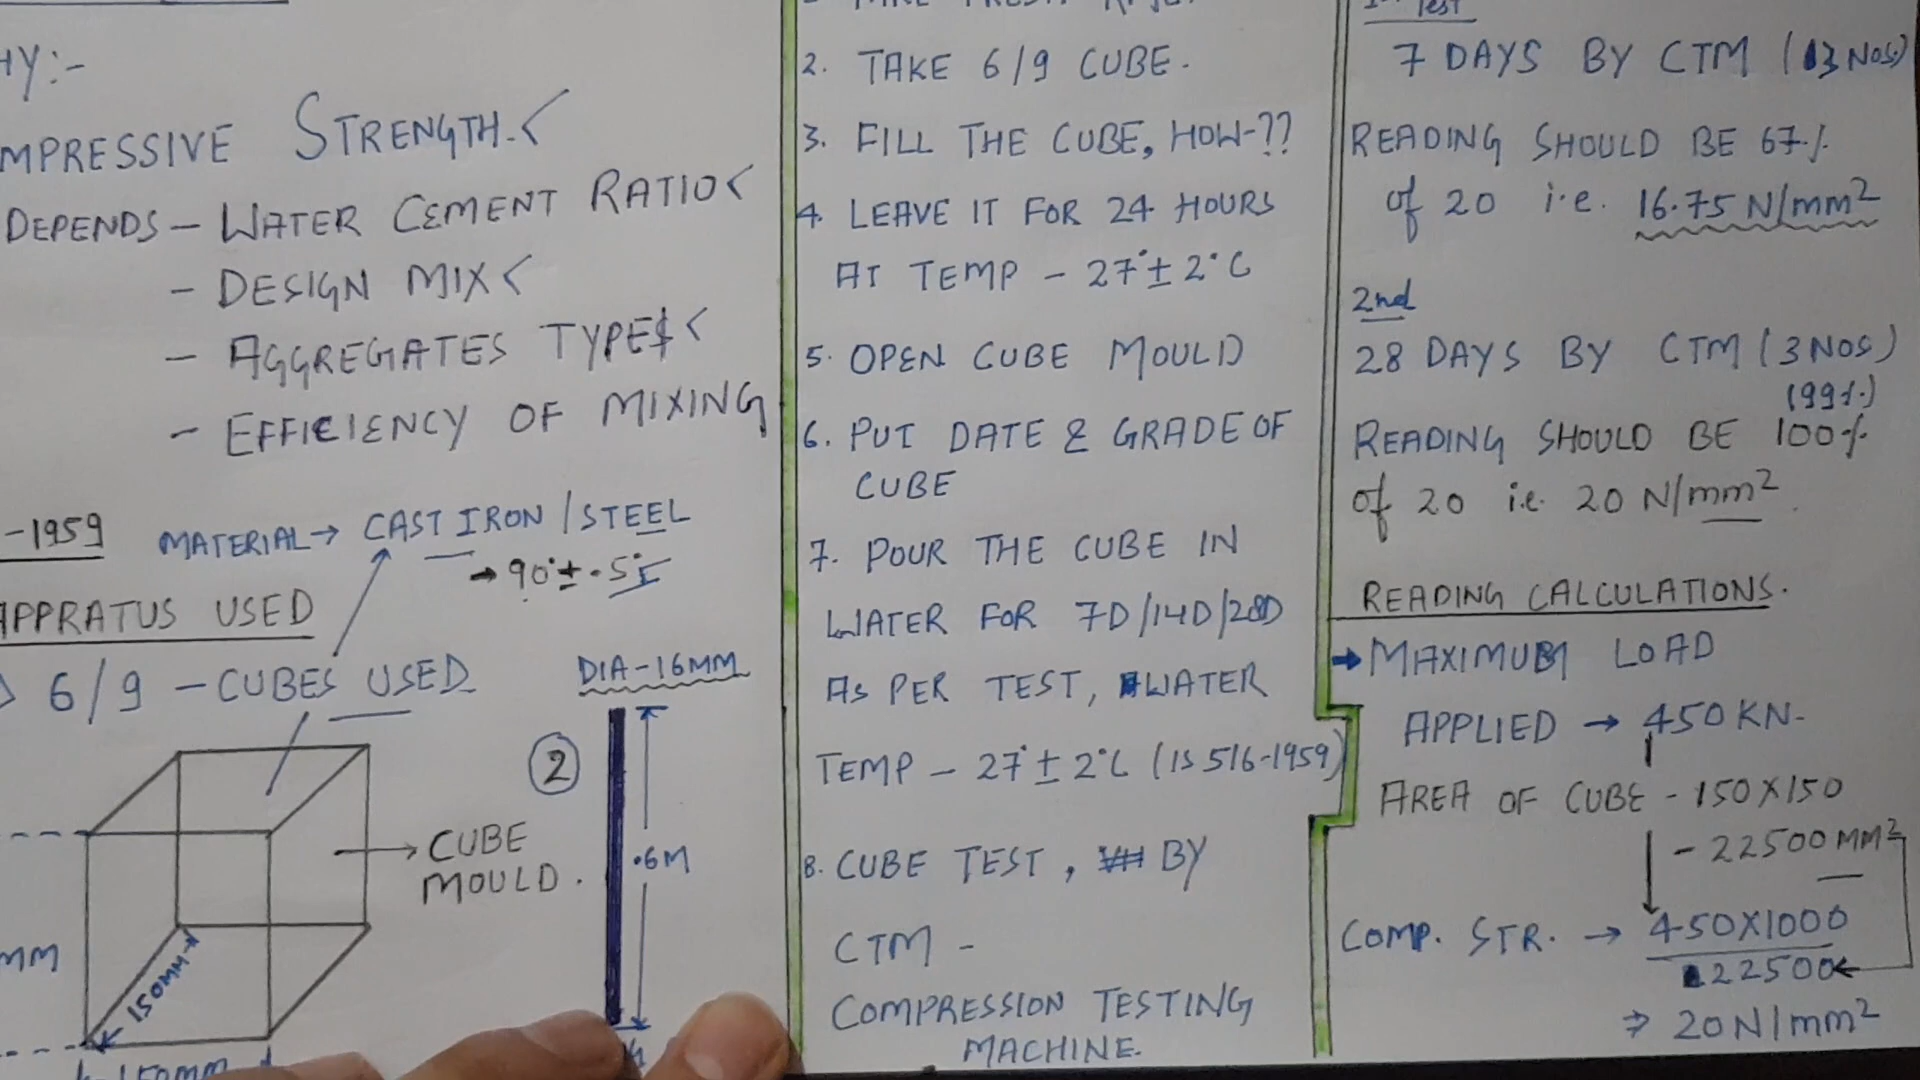 HY:-
MPRESSIVE STRENGTH.<
DEPENDS - WATER CEMENT RATIO<
- DESIGN MIX<
- AGGREGATES TYPES<
- EFFICIENCY OF MIXING
-1959 MATERIAL → CAST IRON / STEEL
→ 90°± .5°
APPRATUS USED
6/9 - CUBES USED
DIA-16MM
2
.6M
→ CUBE
MOULD.
MM
150MM
150MM
2. TAKE 6/9 CUBE.
3. FILL THE CUBE, HOW-??
4. LEAVE IT FOR 24 HOURS
AT TEMP - 27°± 2°C
5. OPEN CUBE MOULD
6. PUT DATE & GRADE OF
CUBE
7. POUR THE CUBE IN
WATER FOR 7D/14D/28D
AS PER TEST, WATER
TEMP - 27°± 2°C (IS 516-1959)
8. CUBE TEST, BY
CTM -
COMPRESSION TESTING
MACHINE.
Test
7 DAYS BY CTM (3 NOS)
READING SHOULD BE 67%
of 20 i.e. 16.75 N/mm2
2nd
28 DAYS BY CTM (3 NOS)
(99%)
READING SHOULD BE 100%
of 20 i.e. 20 N/mm2.
READING CALCULATIONS.
→ MAXIMUM LOAD
APPLIED → 450 KN-
AREA OF CUBE - 150X150
- 22500 MM2
COMP. STR. → 450X1000
22500
⇒ 20N/mm2